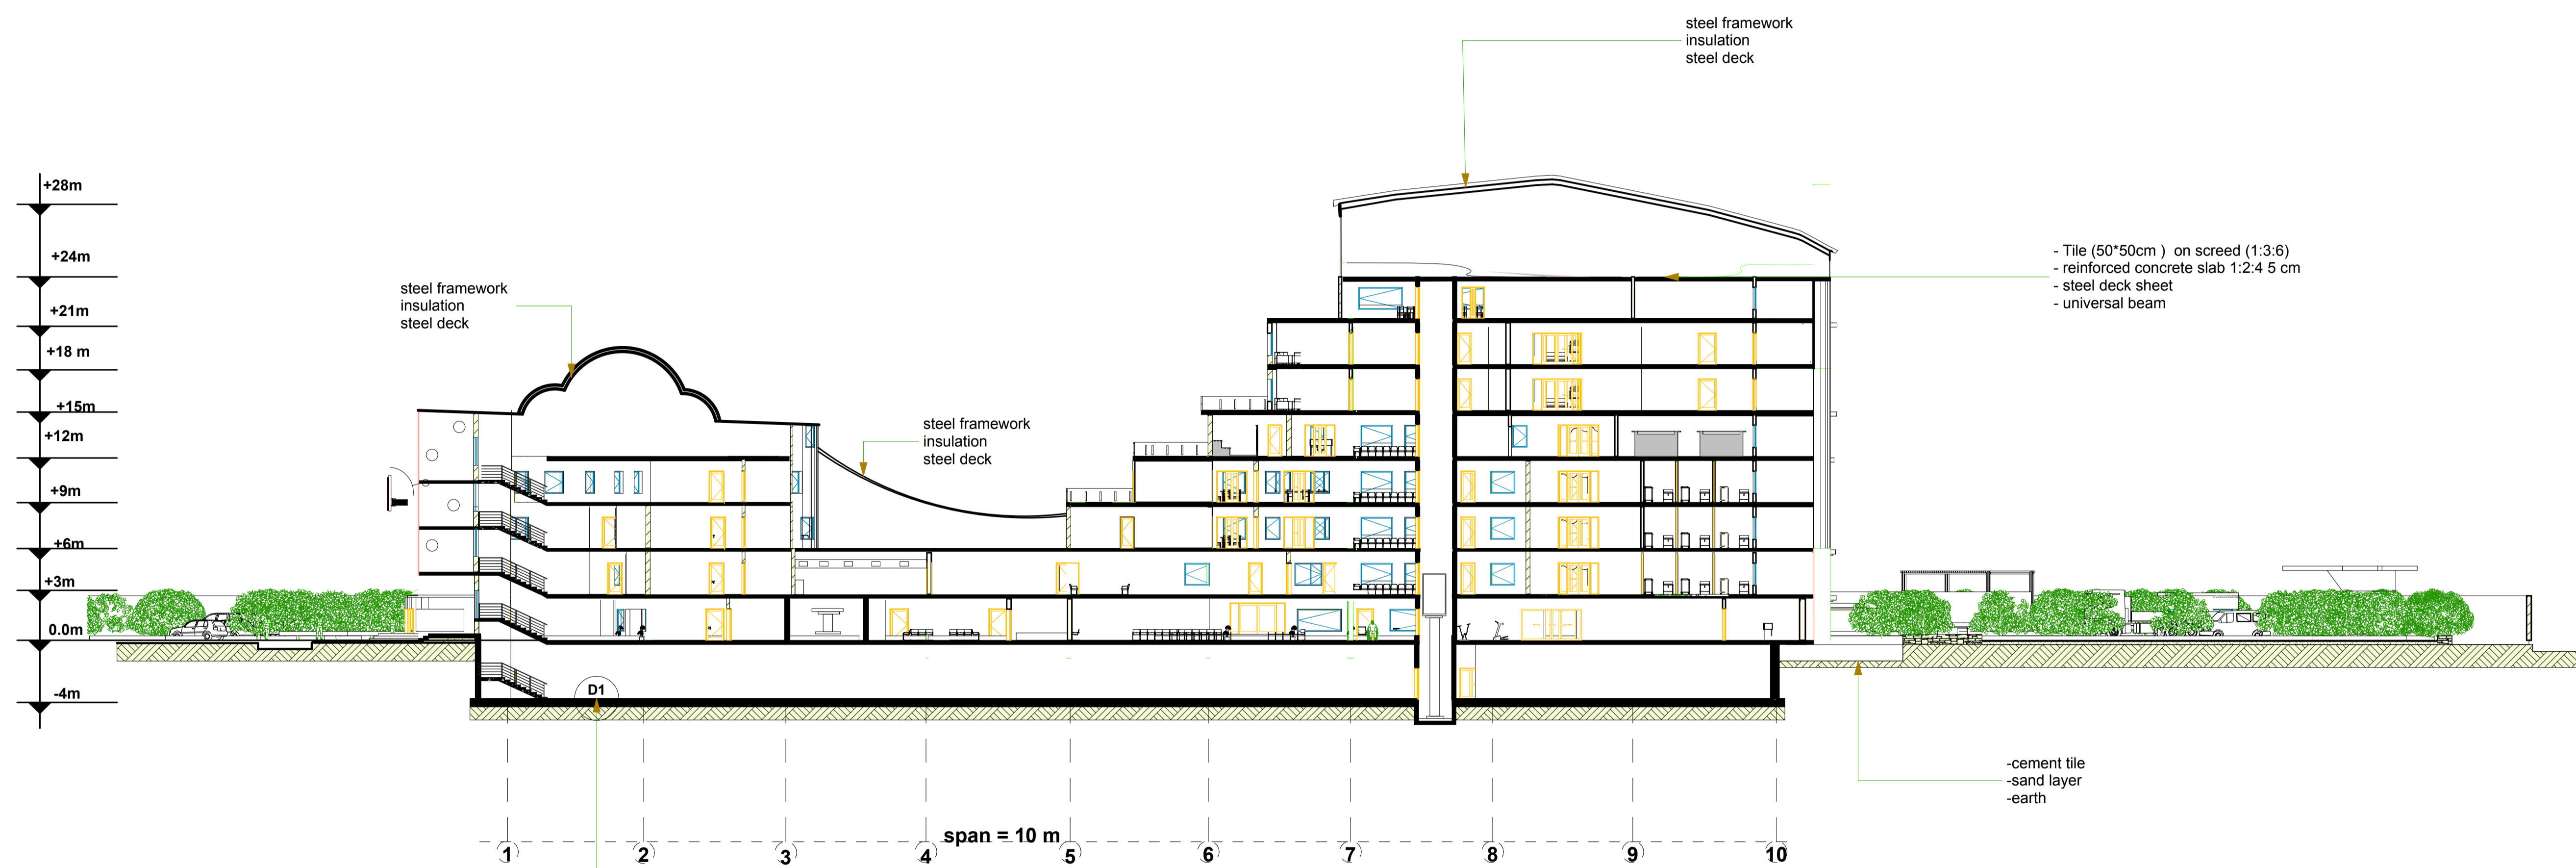 steel framework
insulation
steel deck
+28m
+24m
- Tile (50*50cm ) on screed (1:3:6)
- reinforced concrete slab 1:2:4 5 cm
- steel deck sheet
- universal beam
steel framework
insulation
steel deck
+21m
+18 m
+15m
steel framework
insulation
steel deck
+12m
+9m
+6m
+3m
0.0m
-4m
D1
-cement tile
-sand layer
-earth
span = 10 m
1 2 3 4 5 6 7 8 9 10